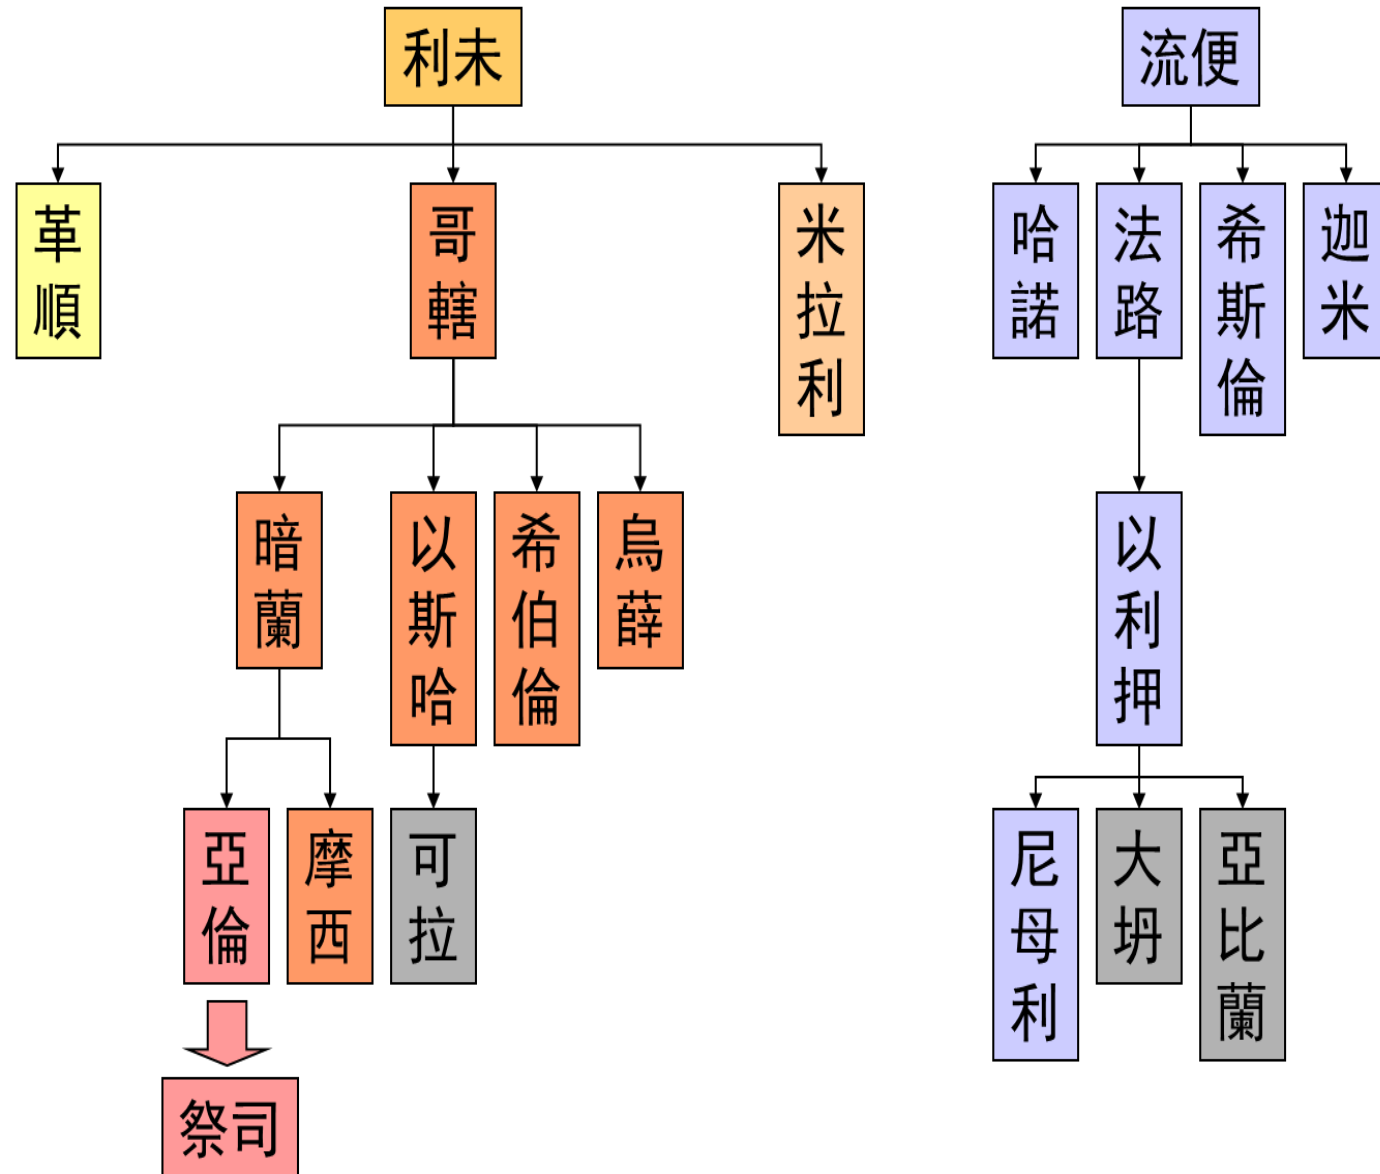 利未
流便
革順
哥轄
米拉利
哈諾
法路
希斯倫
迦米
暗蘭
以斯哈
希伯倫
烏薛
以利押
亞倫
摩西
可拉
尼母利
大坍
亞比蘭
祭司